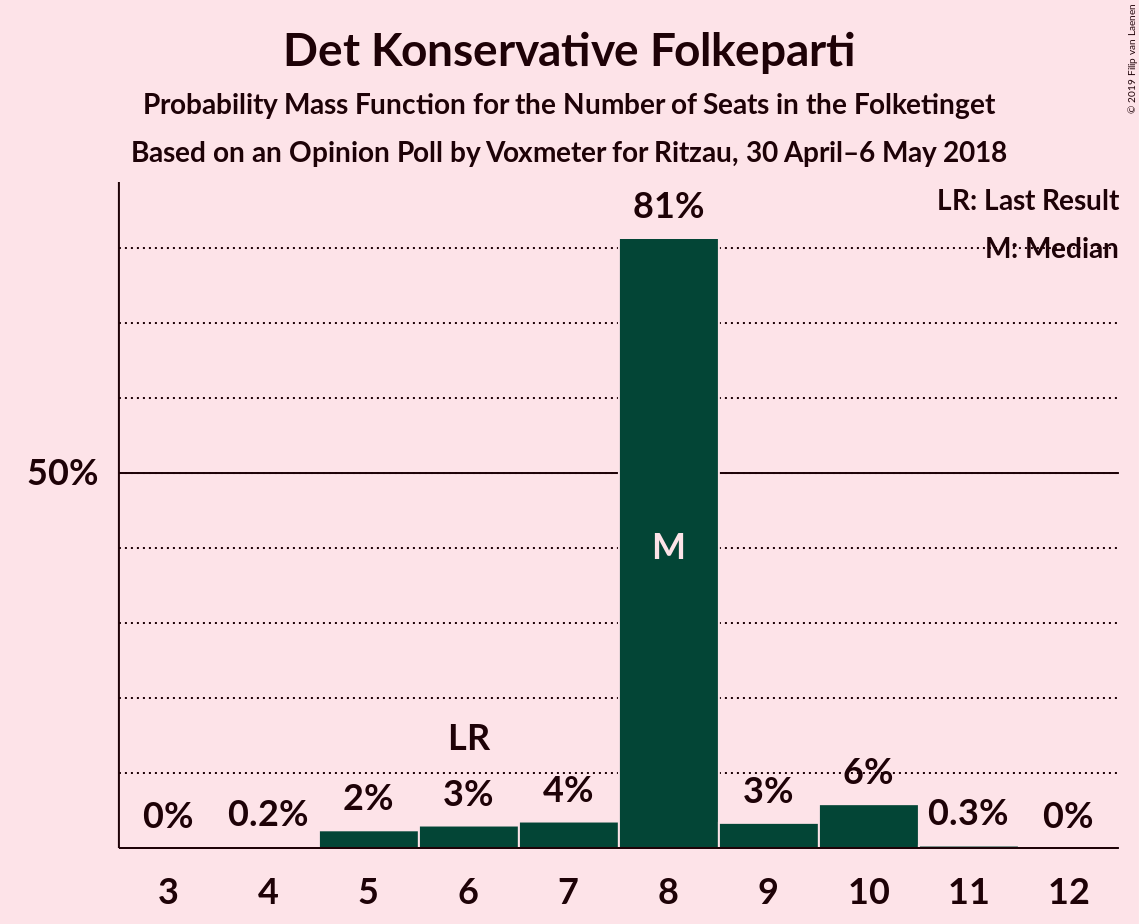 Det Konservative Folkeparti
Probability Mass Function for the Number of Seats in the Folketinget
Based on an Opinion Poll by Voxmeter for Ritzau, 30 April–6 May 2018
© 2019 Filip van Laenen
LR: Last Result
M: Median
81%
50%
M
LR
0% 0.2% 2% 3% 4% 3% 6% 0.3% 0%
3 4 5 6 7 8 9 10 11 12